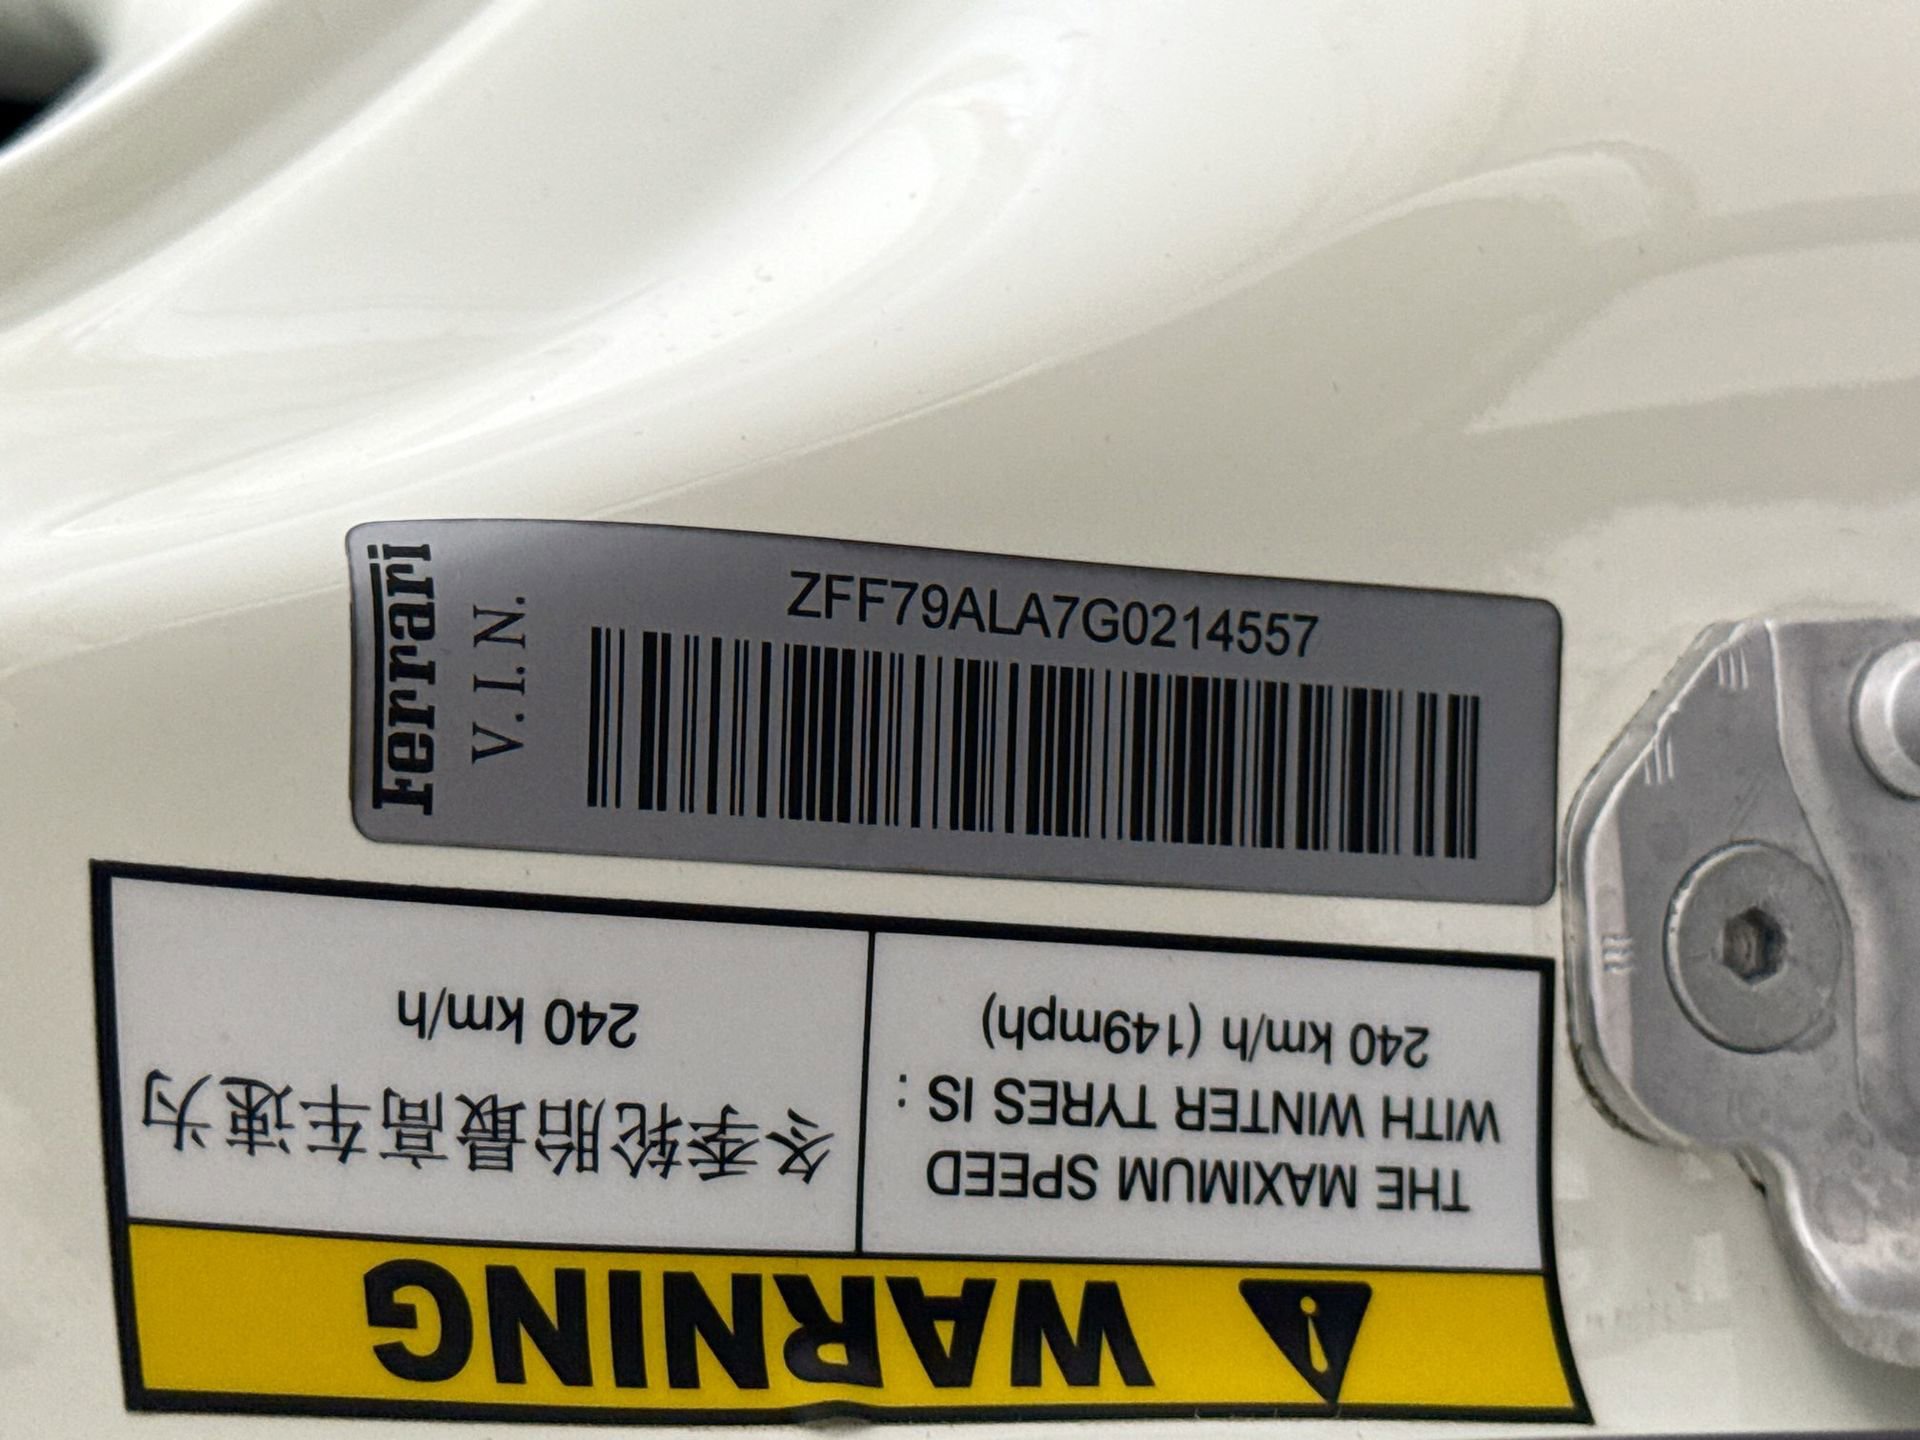 Ferrari
V.I.N.
ZFF79ALA7G0214557
WARNING
THE MAXIMUM SPEED
WITH WINTER TYRES IS :
240 km/h (149mph)
冬季轮胎最高车速为
240 km/h